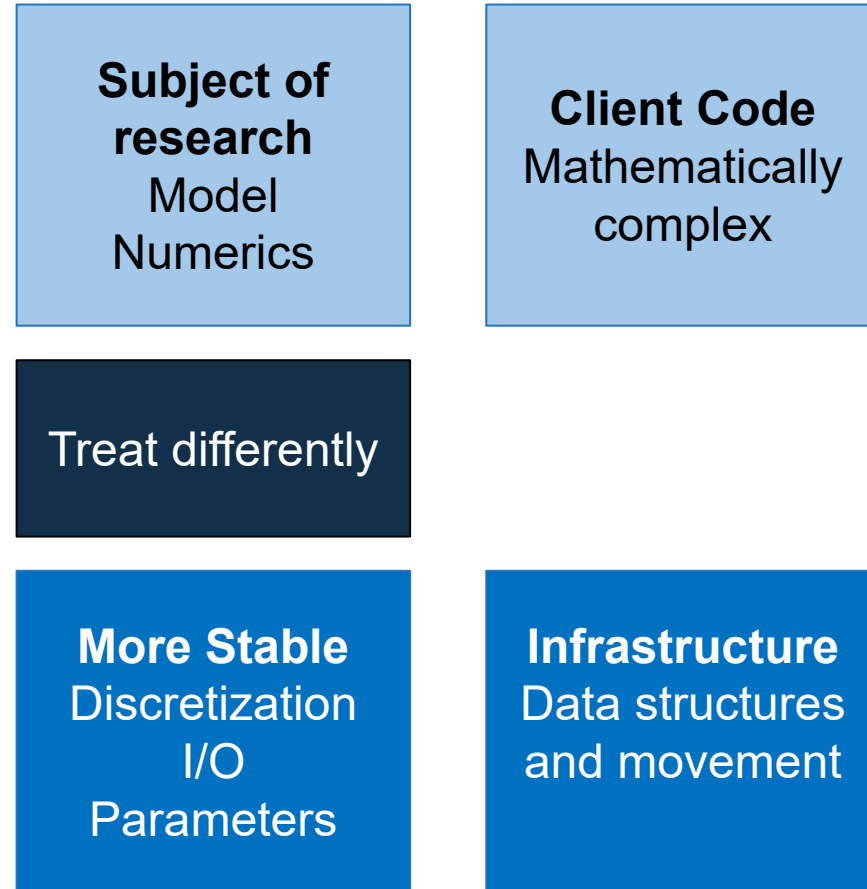 Subject of
research
Model
Numerics
Client Code
Mathematically
complex
Treat differently
More Stable
Discretization
I/O
Parameters
Infrastructure
Data structures
and movement